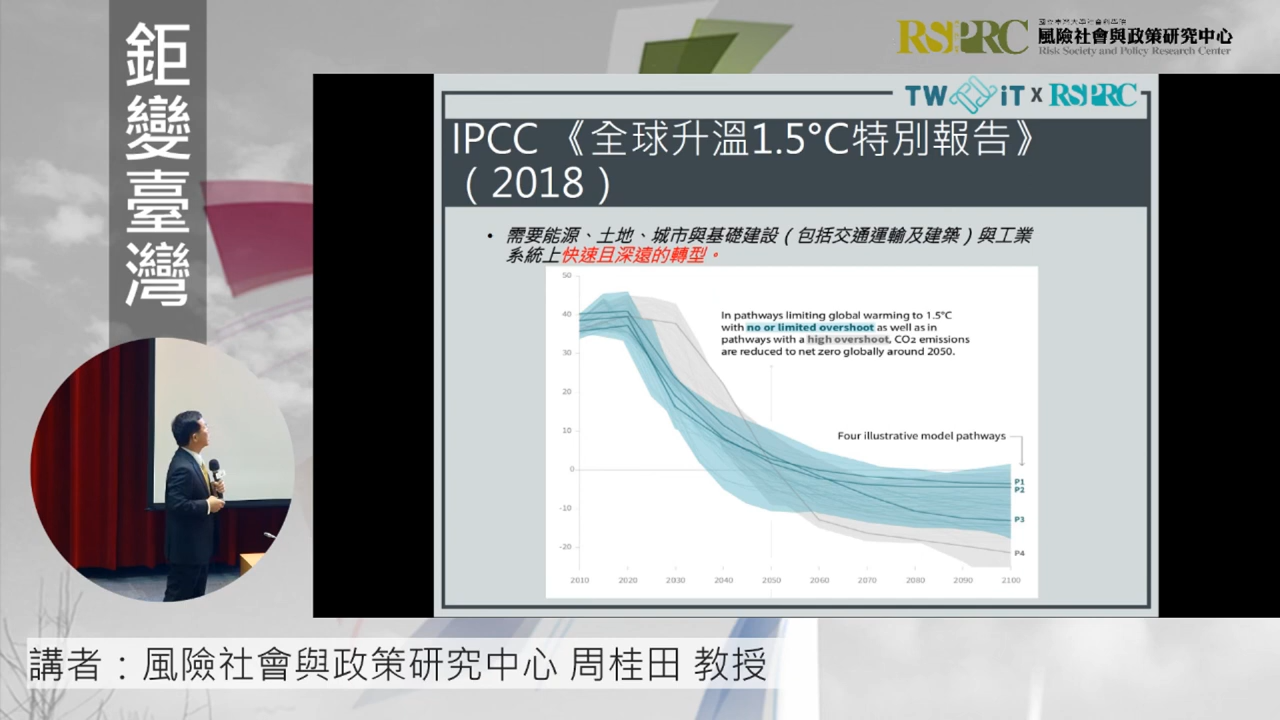 鉅變臺灣
RSPRC
國立臺灣大學社會科學院
風險社會與政策研究中心
Risk Society and Policy Research Center
TW iT X RSPRC
IPCC 《全球升溫1.5°C特別報告》
（2018）
• 需要能源、土地、城市與基礎建設（包括交通運輸及建築）與工業
系統上快速且深遠的轉型。
50
40
30
20
10
0
-10
-20
In pathways limiting global warming to 1.5°C
with no or limited overshoot as well as in
pathways with a high overshoot, CO2 emissions
are reduced to net zero globally around 2050.
Four illustrative model pathways
P1
P2
P3
P4
2010 2020 2030 2040 2050 2060 2070 2080 2090 2100
講者：風險社會與政策研究中心 周桂田 教授